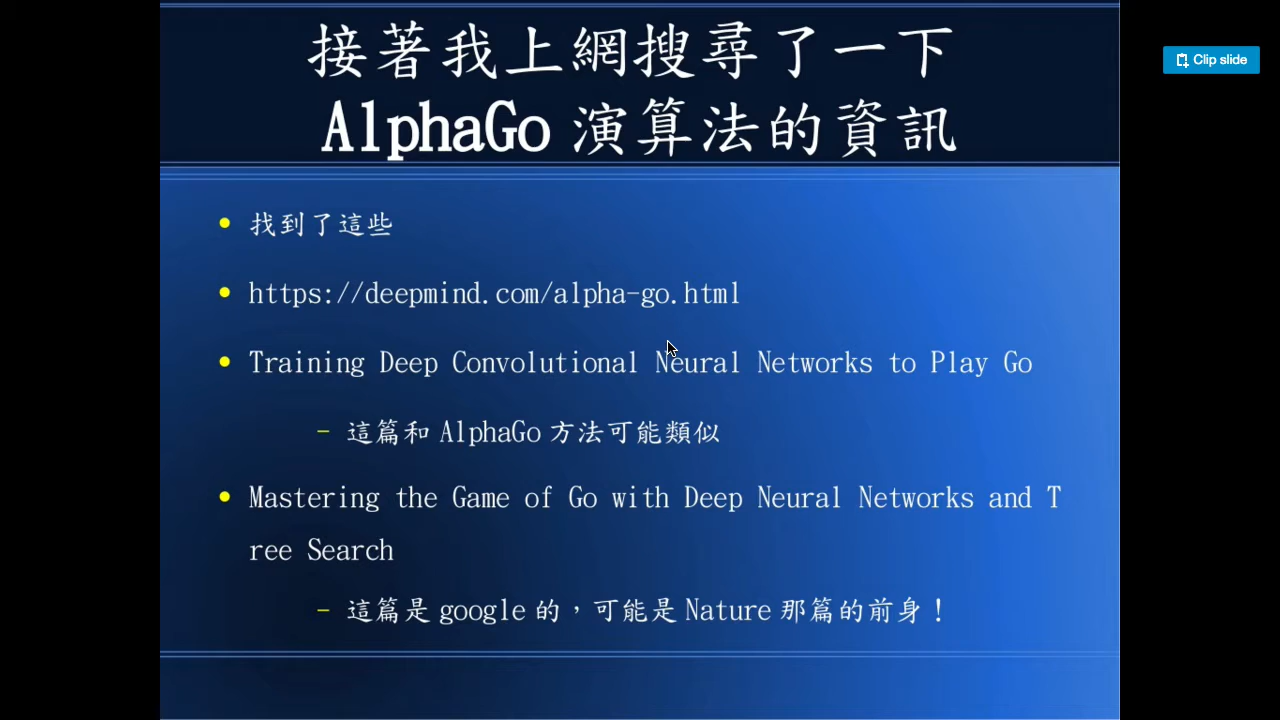 接著我上網搜尋了一下
AlphaGo 演算法的資訊
Clip slide
● 找到了這些
● https://deepmind.com/alpha-go.html
● Training Deep Convolutional Neural Networks to Play Go
– 這篇和 AlphaGo 方法可能類似
● Mastering the Game of Go with Deep Neural Networks and T
ree Search
– 這篇是 google 的，可能是 Nature 那篇的前身！